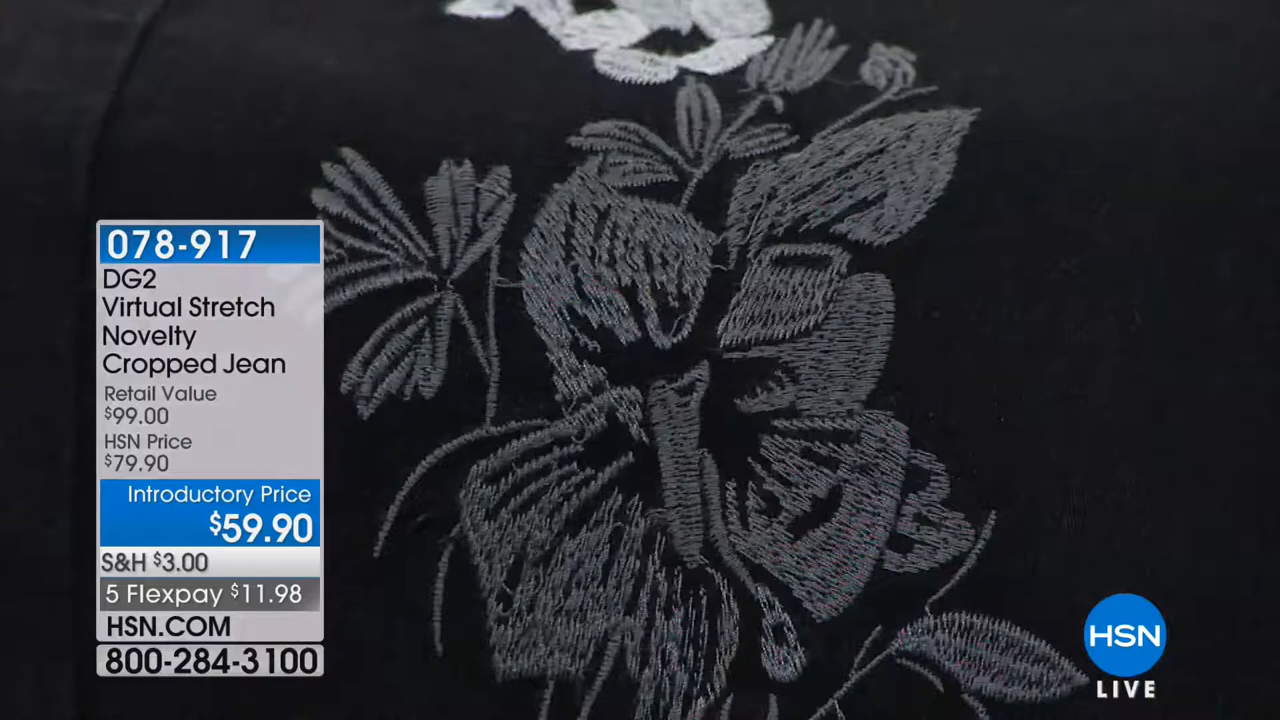 078-917
DG2
Virtual Stretch
Novelty
Cropped Jean
Retail Value
$99.00
HSN Price
$79.90
Introductory Price
$59.90
S&H $3.00
5 Flexpay $11.98
HSN.COM
800-284-3100
HSN
LIVE